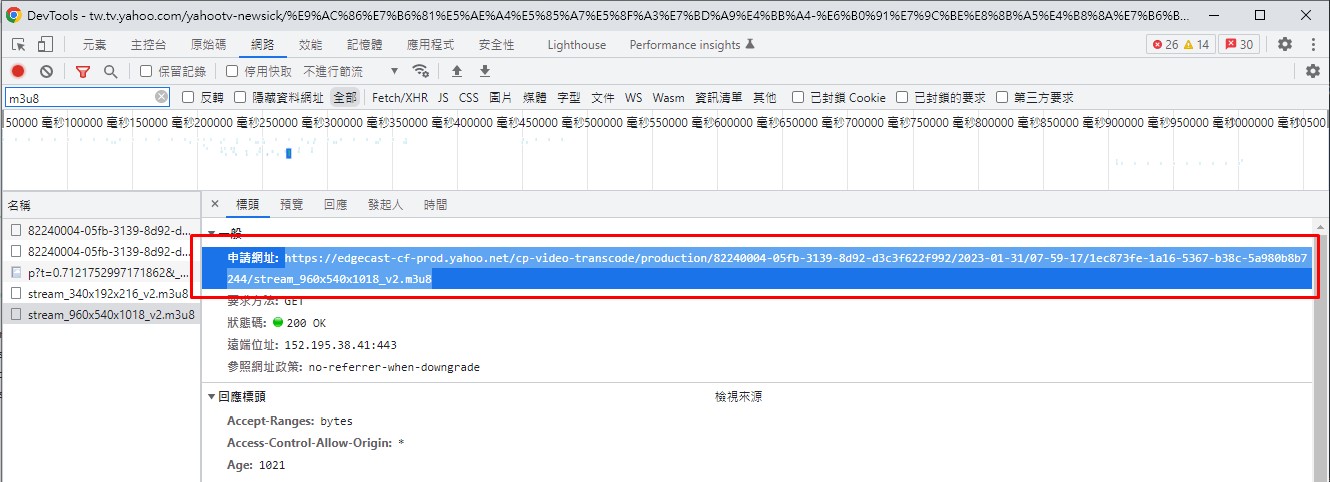 DevTools - tw.tv.yahoo.com/yahootv-newsick/%E9%AC%86%E7%B6%81%E5%AE%A4%E5%85%A7%E5%8F%A3%E7%BD%A9%E4%BB%A4-%E6%B0%91%E7%9C%BE%E8%8B%A5%E4%B8%8A%E7%B6%B...
元素 主控台 原始碼 網路 效能 記憶體 應用程式 安全性 Lighthouse Performance insights 26 14 30
保留記錄 停用快取 不進行節流
m3u8 反轉 隱藏資料網址 全部 Fetch/XHR JS CSS 圖片 媒體 字型 文件 WS Wasm 資訊清單 其他 已封鎖 Cookie 已封鎖的要求 第三方要求
50000 毫秒 100000 毫秒 150000 毫秒 200000 毫秒 250000 毫秒 300000 毫秒 350000 毫秒 400000 毫秒 450000 毫秒 500000 毫秒 550000 毫秒 600000 毫秒 650000 毫秒 700000 毫秒 750000 毫秒 800000 毫秒 850000 毫秒 900000 毫秒 950000 毫秒 1000000 毫秒 10500
名稱
82240004-05fb-3139-8d92-d...
82240004-05fb-3139-8d92-d...
p?t=0.7121752997171862&_...
stream_340x192x216_v2.m3u8
stream_960x540x1018_v2.m3u8
× 標頭 預覽 回應 發起人 時間
一般
申請網址: https://edgecast-cf-prod.yahoo.net/cp-video-transcode/production/82240004-05fb-3139-8d92-d3c3f622f992/2023-01-31/07-59-17/1ec873fe-1a16-5367-b38c-5a980b8b7
244/stream_960x540x1018_v2.m3u8
要求方法: GET
狀態碼: 200 OK
遠端位址: 152.195.38.41:443
參照網址政策: no-referrer-when-downgrade
回應標頭 檢視來源
Accept-Ranges: bytes
Access-Control-Allow-Origin: *
Age: 1021